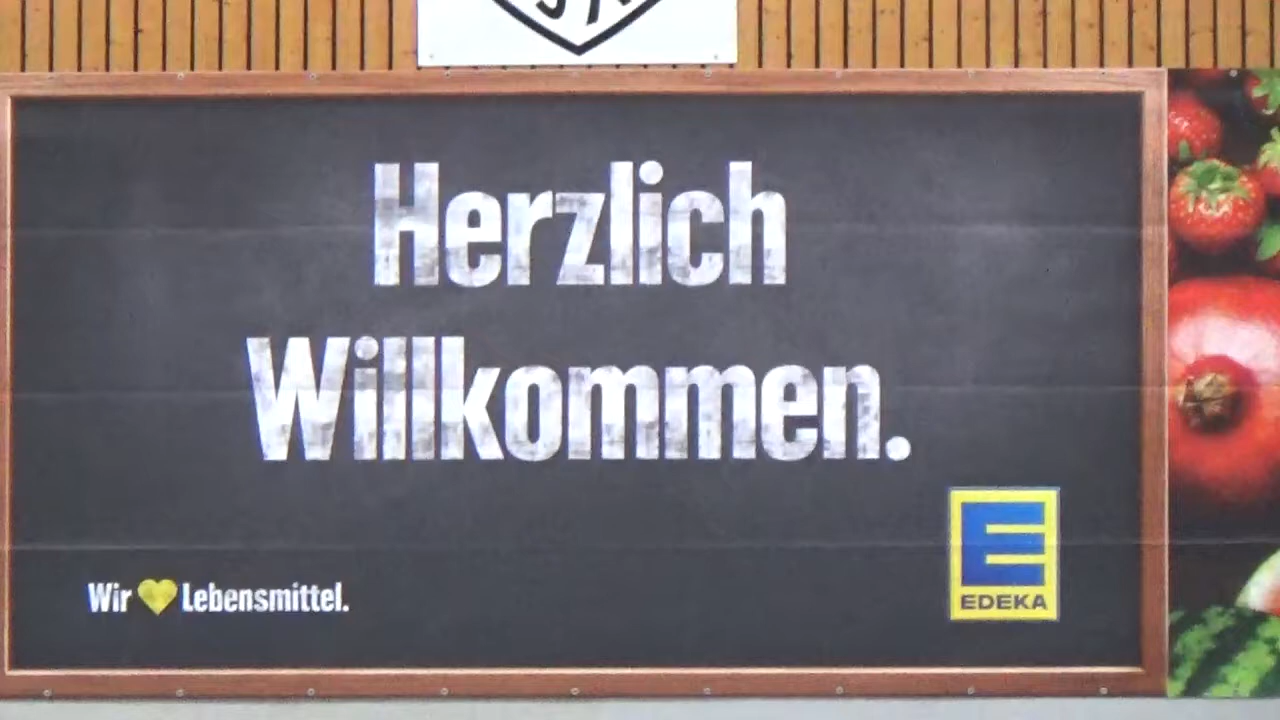 Herzlich
Willkommen.
Wir 💛 Lebensmittel.
EDEKA